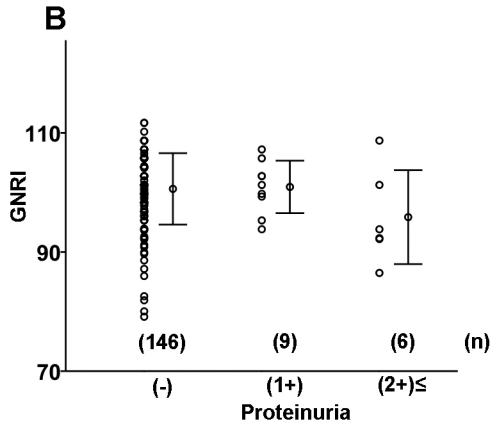 B
110
90
70
GNRI
(146) (9) (6) (n)
(-) (1+) (2+)≤
Proteinuria